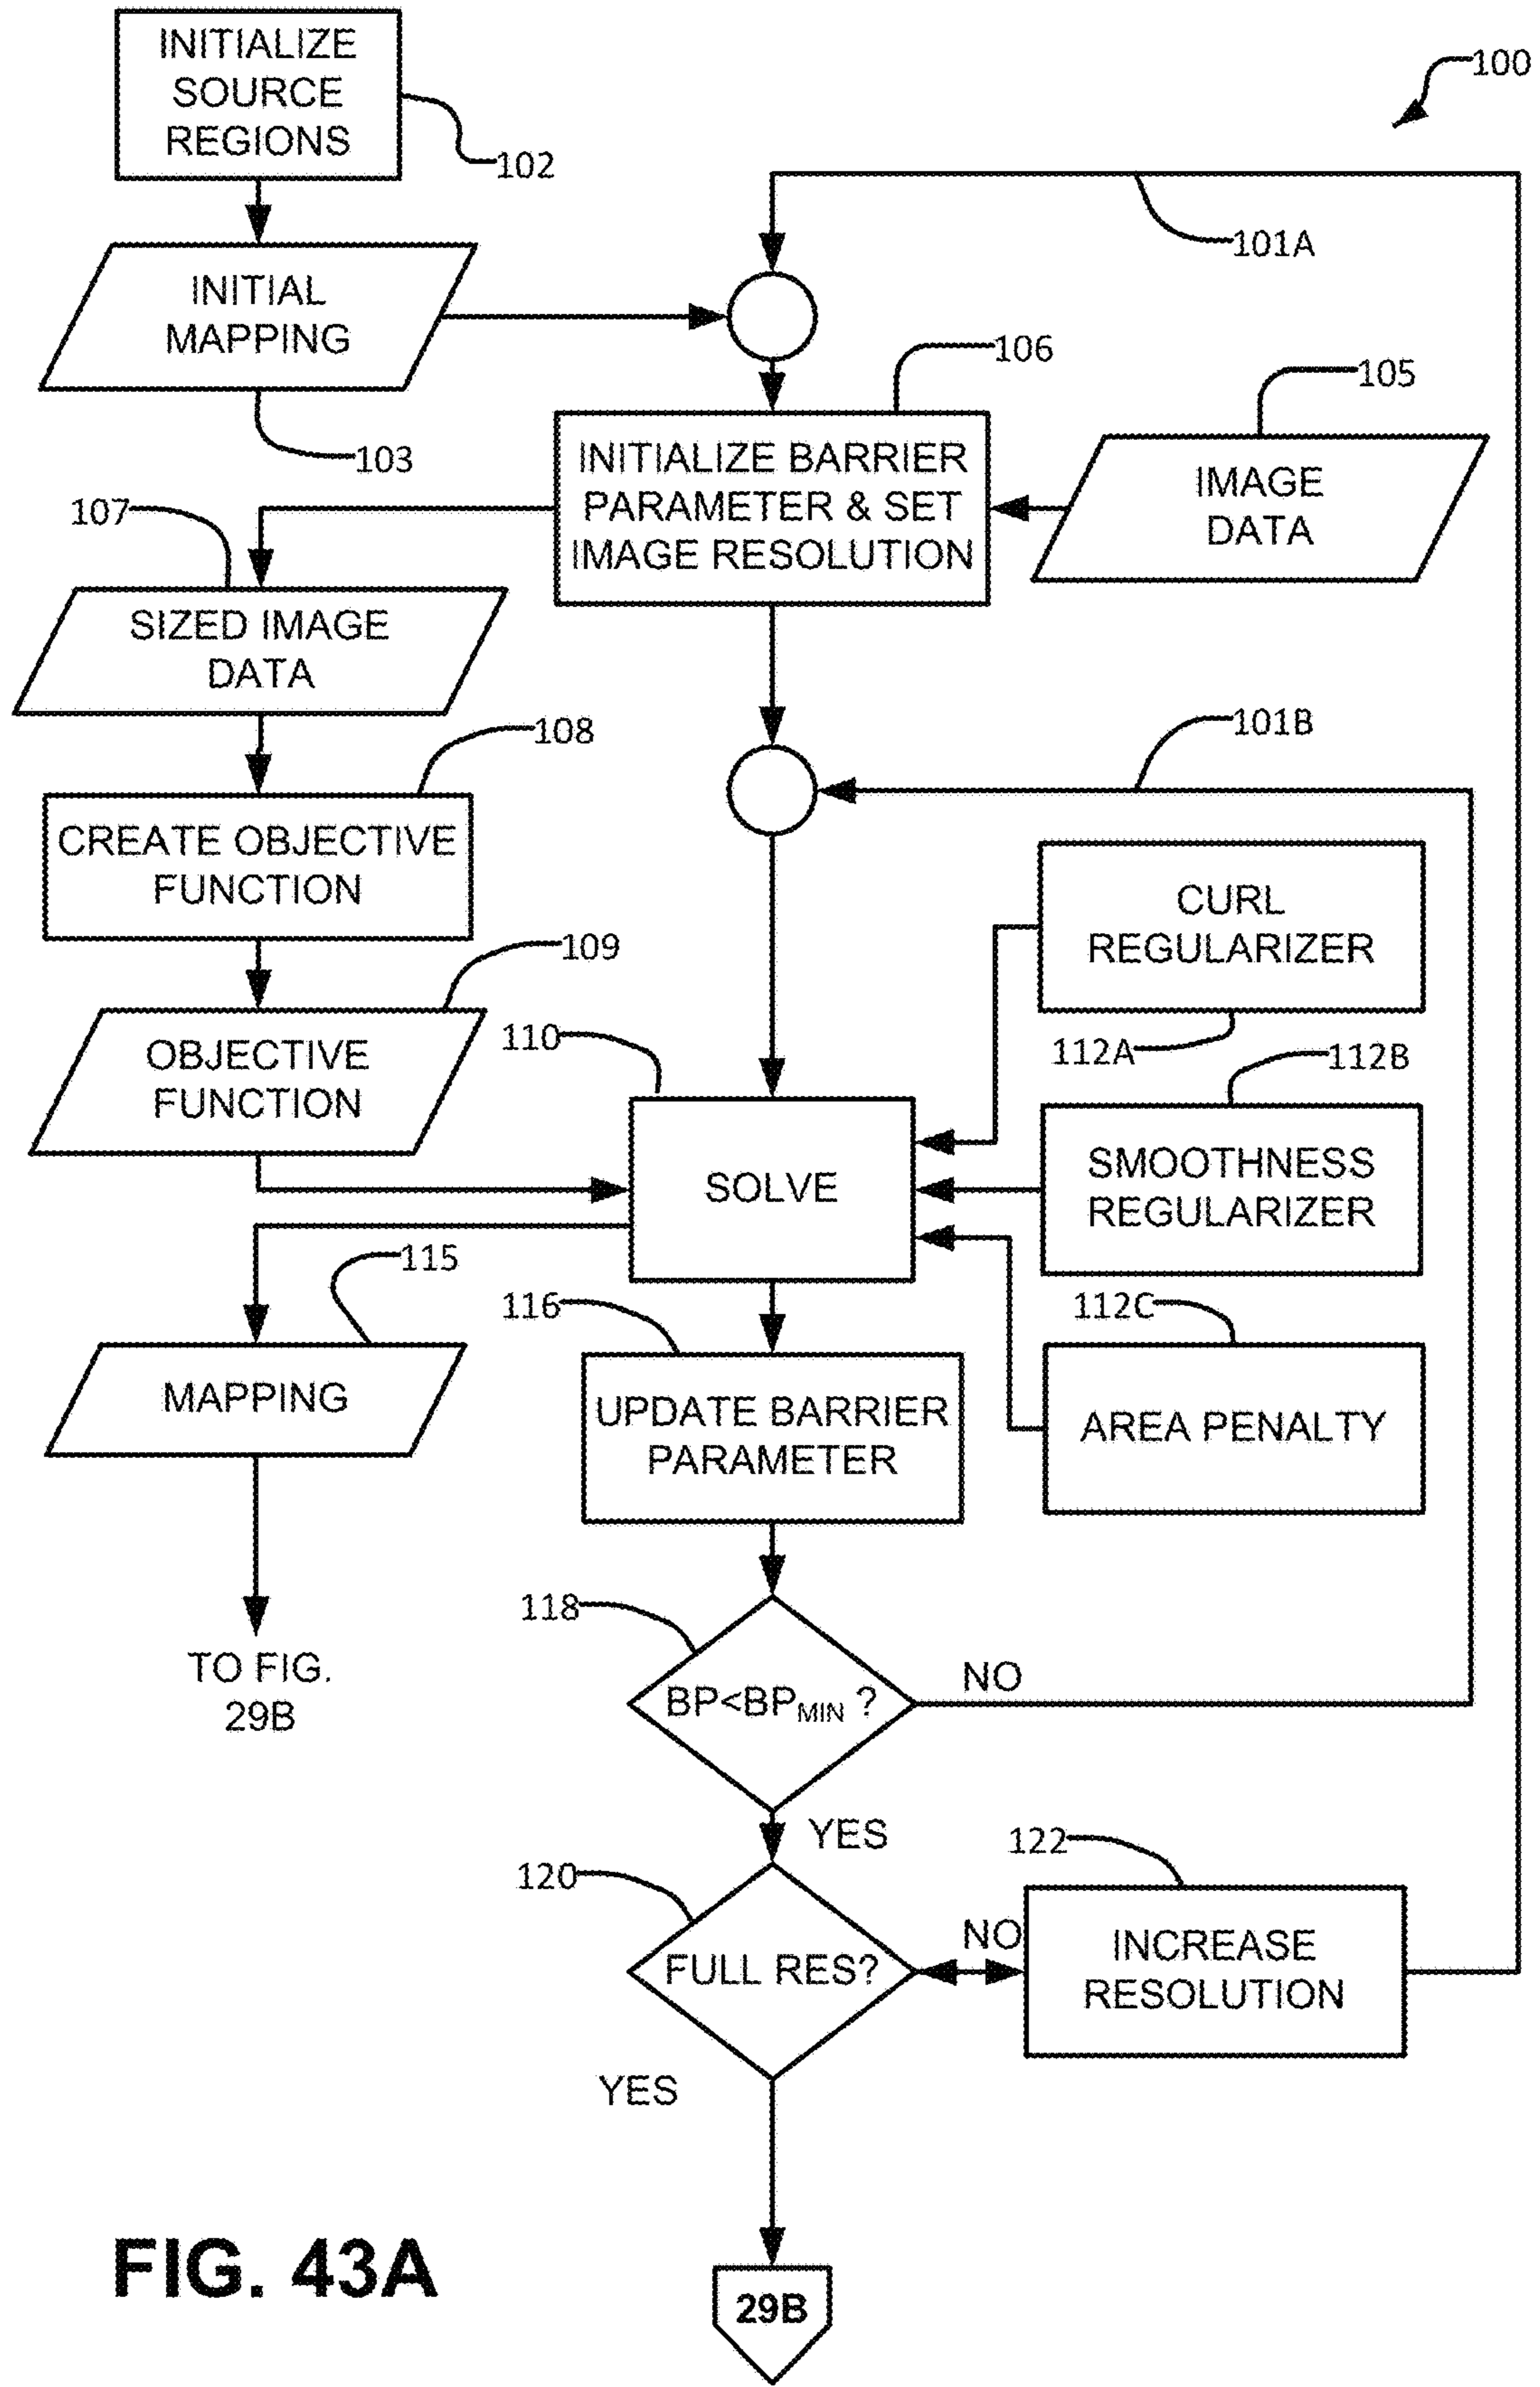 INITIALIZE
SOURCE
REGIONS
102
100
101A
INITIAL
MAPPING
103
106
105
INITIALIZE BARRIER
PARAMETER & SET
IMAGE RESOLUTION
IMAGE
DATA
107
SIZED IMAGE
DATA
108
101B
CREATE OBJECTIVE
FUNCTION
CURL
REGULARIZER
109
112A
OBJECTIVE
FUNCTION
110
112B
SOLVE
SMOOTHNESS
REGULARIZER
115
116
112C
MAPPING
UPDATE BARRIER
PARAMETER
AREA PENALTY
118
TO FIG.
29B
BP<BPMIN ?
NO
YES
120
122
FULL RES?
NO
INCREASE
RESOLUTION
YES
FIG. 43A
29B